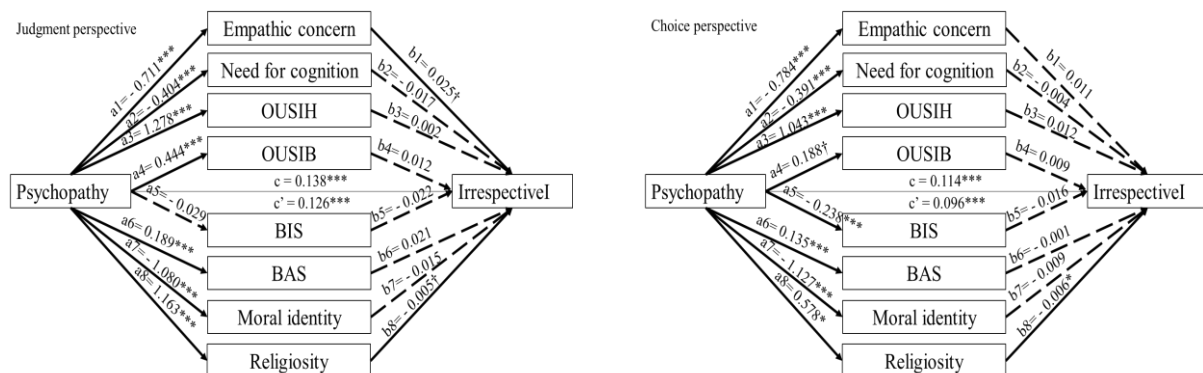 Judgment perspective
Empathic concern
Need for cognition
OUSIH
OUSIB
Psychopathy
IrrespectiveI
BIS
BAS
Moral identity
Religiosity
a1= - 0.711***
a2= - 0.404***
a3= 1.278***
a4= 0.444***
a5= - 0.029
a6= 0.189***
a7= - 1.080***
a8= 1.163***
b1= 0.025†
b2= - 0.017
b3= 0.002
b4= 0.012
c = 0.138***
c’ = 0.126***
b5= - 0.022
b6= 0.021
b7= - 0.015
b8= - 0.005†
Choice perspective
Empathic concern
Need for cognition
OUSIH
OUSIB
Psychopathy
IrrespectiveI
BIS
BAS
Moral identity
Religiosity
a1= - 0.784***
a2= - 0.391***
a3= 1.043***
a4= 0.188†
a5= - 0.238***
a6= 0.135***
a7= - 1.127***
a8= 0.578*
b1= 0.011
b2= - 0.004
b3= 0.012
b4= 0.009
c = 0.114***
c’ = 0.096***
b5= - 0.016
b6= -0.001
b7= - 0.009
b8= - 0.006*